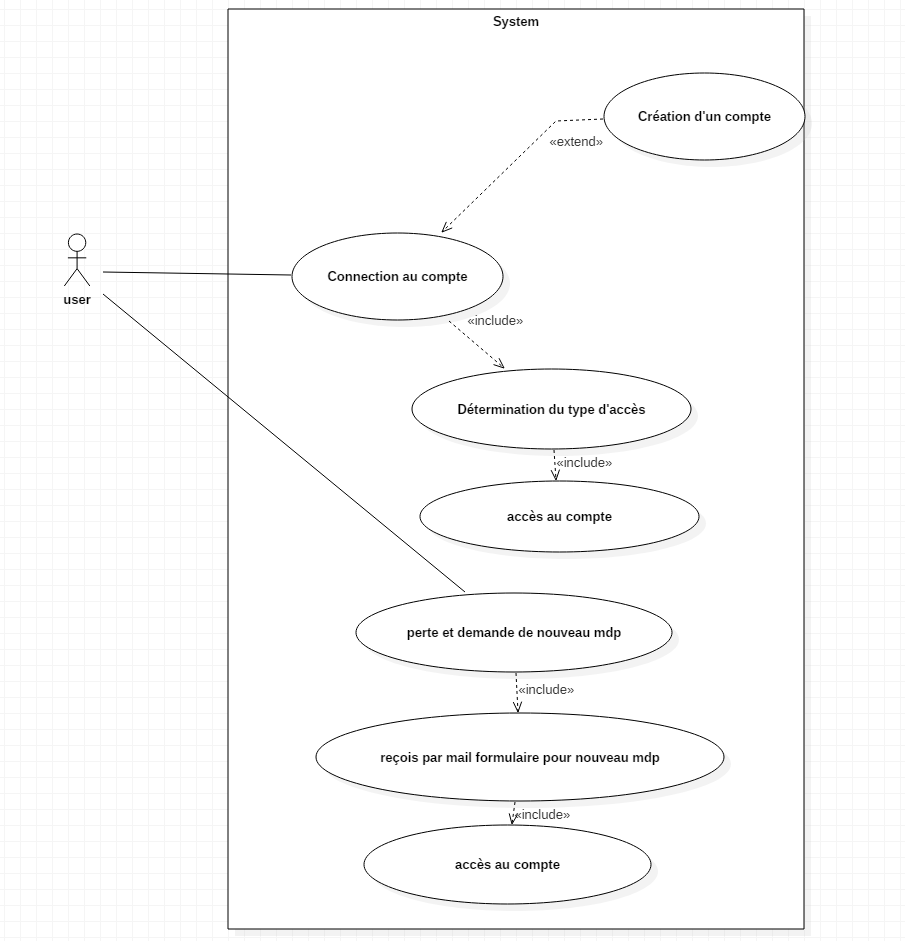 System
Création d'un compte
«extend»
user
Connection au compte
«include»
Détermination du type d'accès
«include»
accès au compte
perte et demande de nouveau mdp
«include»
reçois par mail formulaire pour nouveau mdp
«include»
accès au compte